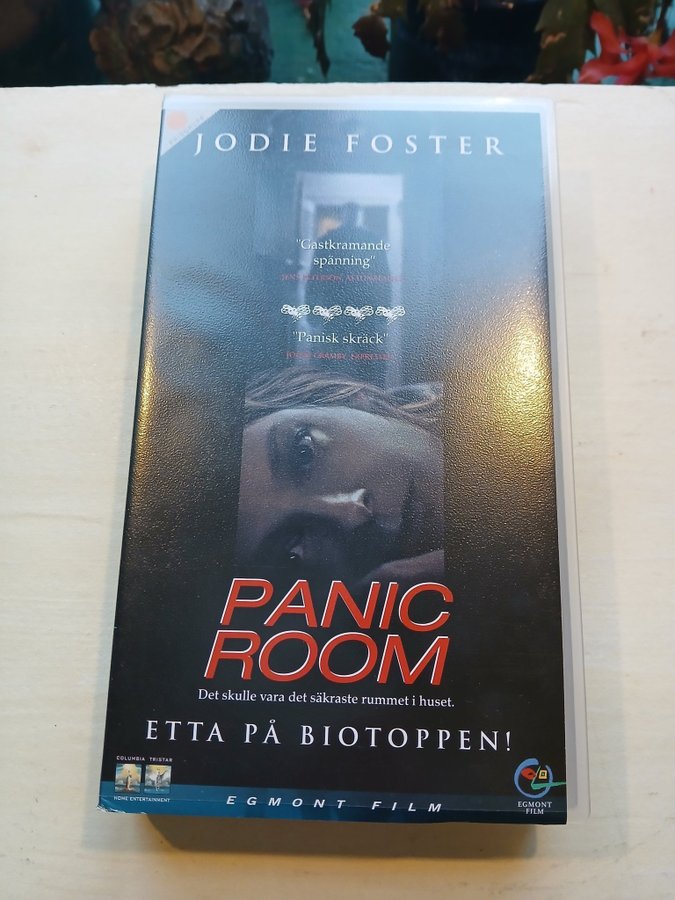 JODIE FOSTER
"Gastkramande
spänning"
"Panisk skräck"
PANIC
ROOM
Det skulle vara det säkraste rummet i huset.
ETTA PÅ BIOTOPPEN!
COLUMBIA TRISTAR
HOME ENTERTAINMENT
EGMONT FILM
EGMONT
FILM